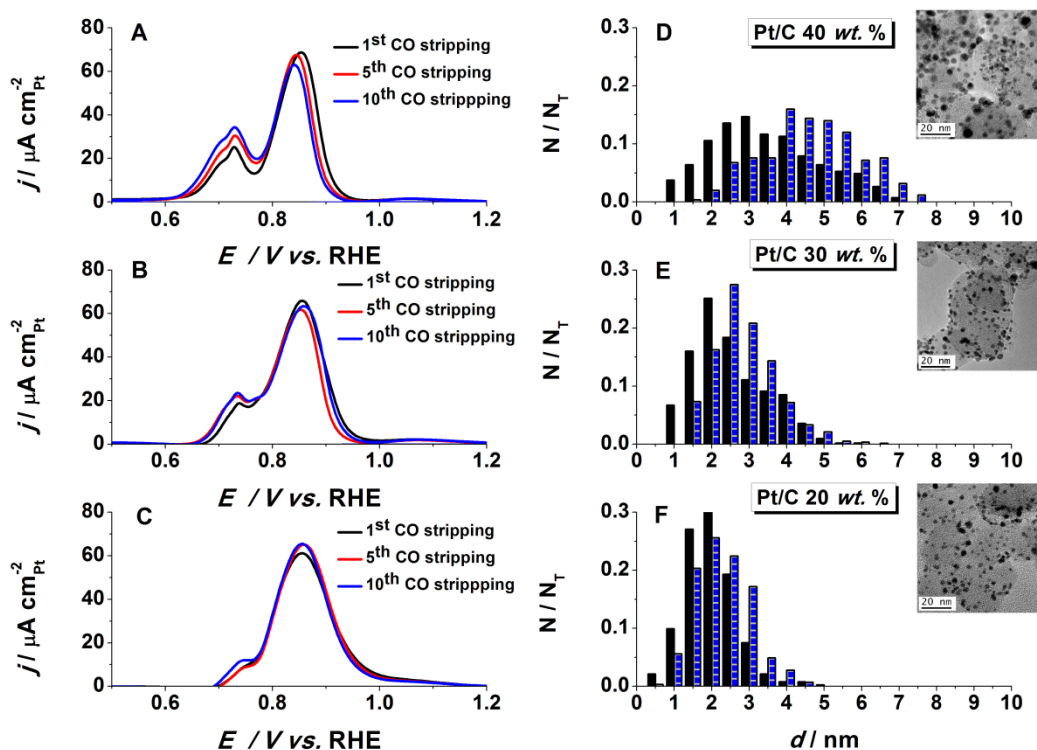 A
80
60
40
20
0
j / μA cm⁻²Pt
1st CO stripping
5th CO stripping
10th CO strippping
0.6 0.8 1.0 1.2
E / V vs. RHE
D
Pt/C 40 wt. %
0.3
0.2
0.1
0.0
N / NT
20 nm
0 1 2 3 4 5 6 7 8 9 10
B
80
60
40
20
0
j / μA cm⁻²Pt
1st CO stripping
5th CO stripping
10th CO strippping
0.6 0.8 1.0 1.2
E / V vs. RHE
E
Pt/C 30 wt. %
0.3
0.2
0.1
0.0
N / NT
20 nm
0 1 2 3 4 5 6 7 8 9 10
C
80
60
40
20
0
j / μA cm⁻²Pt
1st CO stripping
5th CO stripping
10th CO strippping
0.6 0.8 1.0 1.2
E / V vs. RHE
F
Pt/C 20 wt. %
0.3
0.2
0.1
0.0
N / NT
20 nm
0 1 2 3 4 5 6 7 8 9 10
d / nm